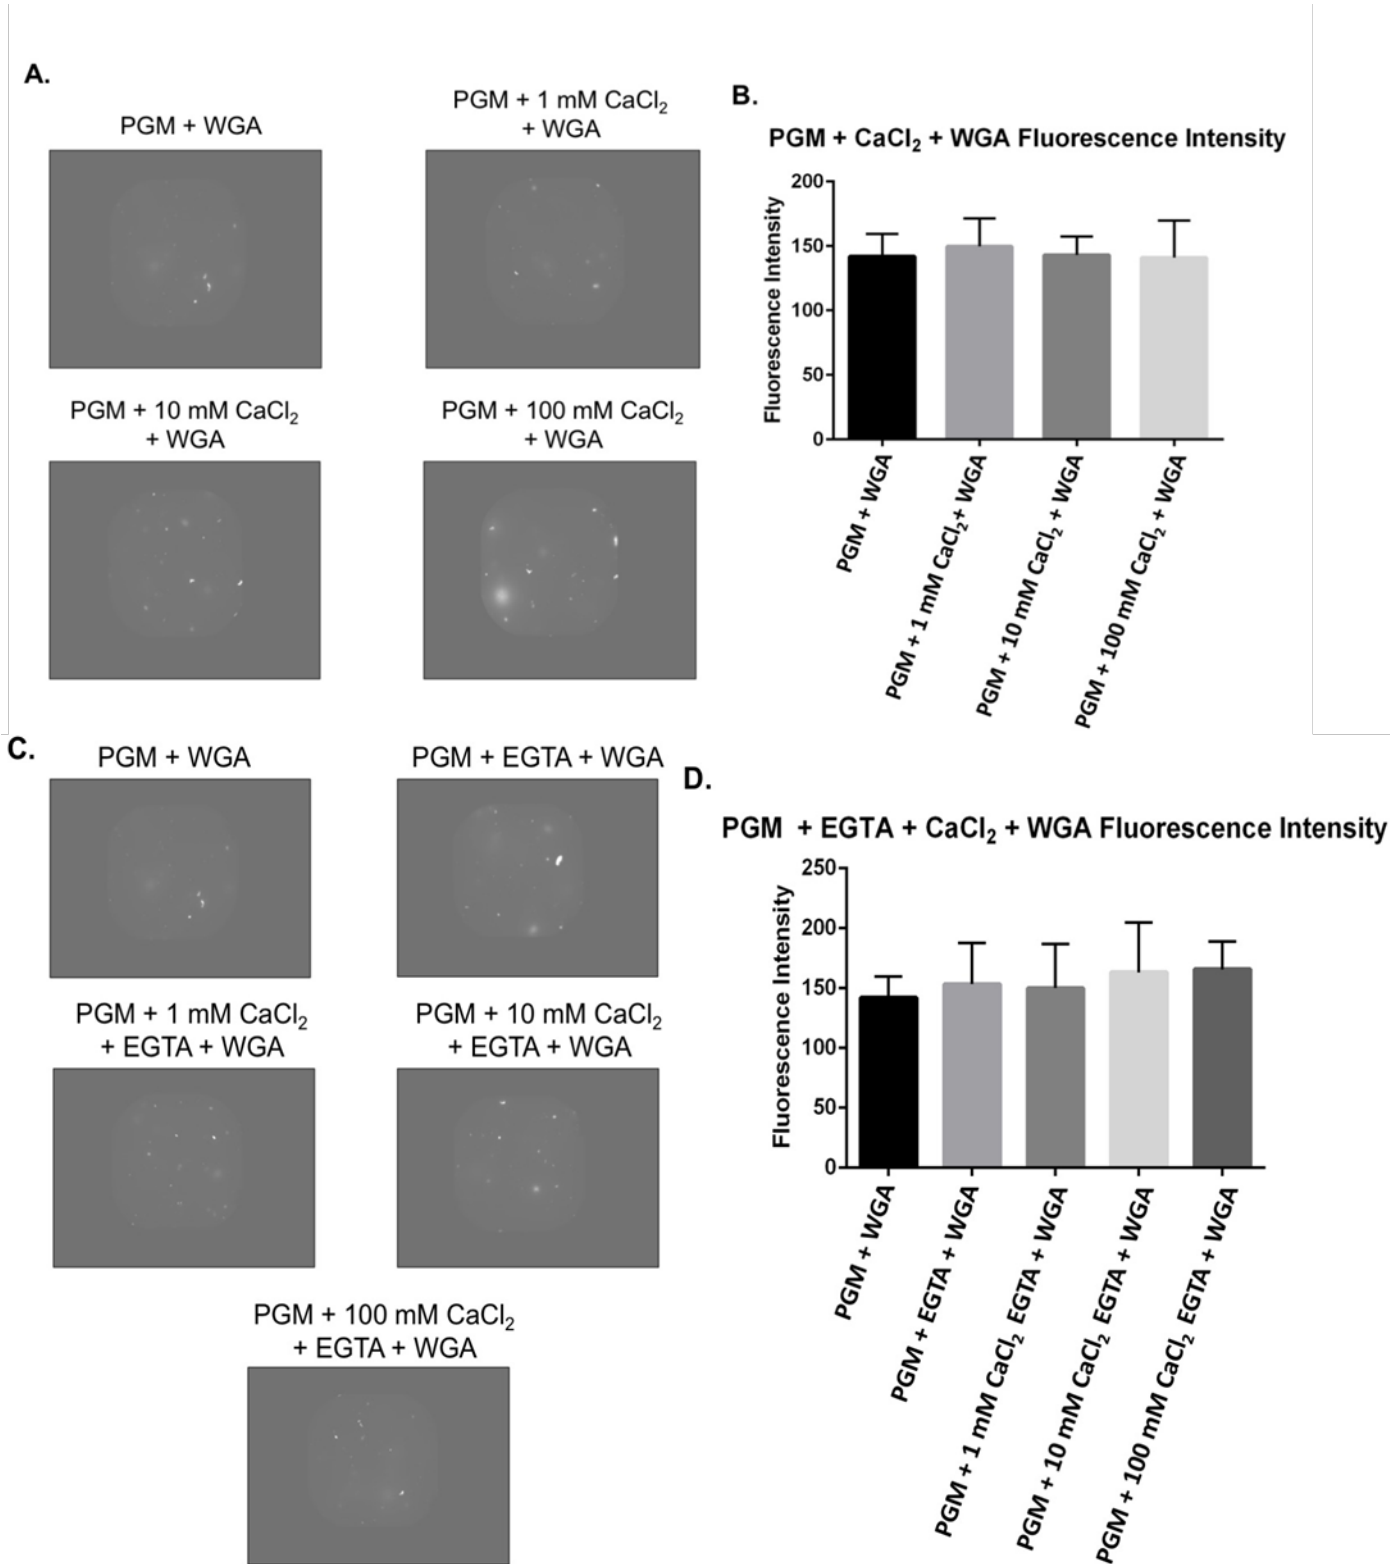 A.
PGM + WGA
PGM + 1 mM CaCl₂
+ WGA
PGM + 10 mM CaCl₂
+ WGA
PGM + 100 mM CaCl₂
+ WGA
B.
PGM + CaCl₂ + WGA Fluorescence Intensity
Fluorescence Intensity
200
150
100
50
0
PGM + WGA
PGM + 1 mM CaCl₂+ WGA
PGM + 10 mM CaCl₂ + WGA
PGM + 100 mM CaCl₂ + WGA
C.
PGM + WGA
PGM + EGTA + WGA
PGM + 1 mM CaCl₂
+ EGTA + WGA
PGM + 10 mM CaCl₂
+ EGTA + WGA
PGM + 100 mM CaCl₂
+ EGTA + WGA
D.
PGM + EGTA + CaCl₂ + WGA Fluorescence Intensity
Fluorescence Intensity
250
200
150
100
50
0
PGM + WGA
PGM + EGTA + WGA
PGM + 1 mM CaCl₂ EGTA + WGA
PGM + 10 mM CaCl₂ EGTA + WGA
PGM + 100 mM CaCl₂ EGTA + WGA